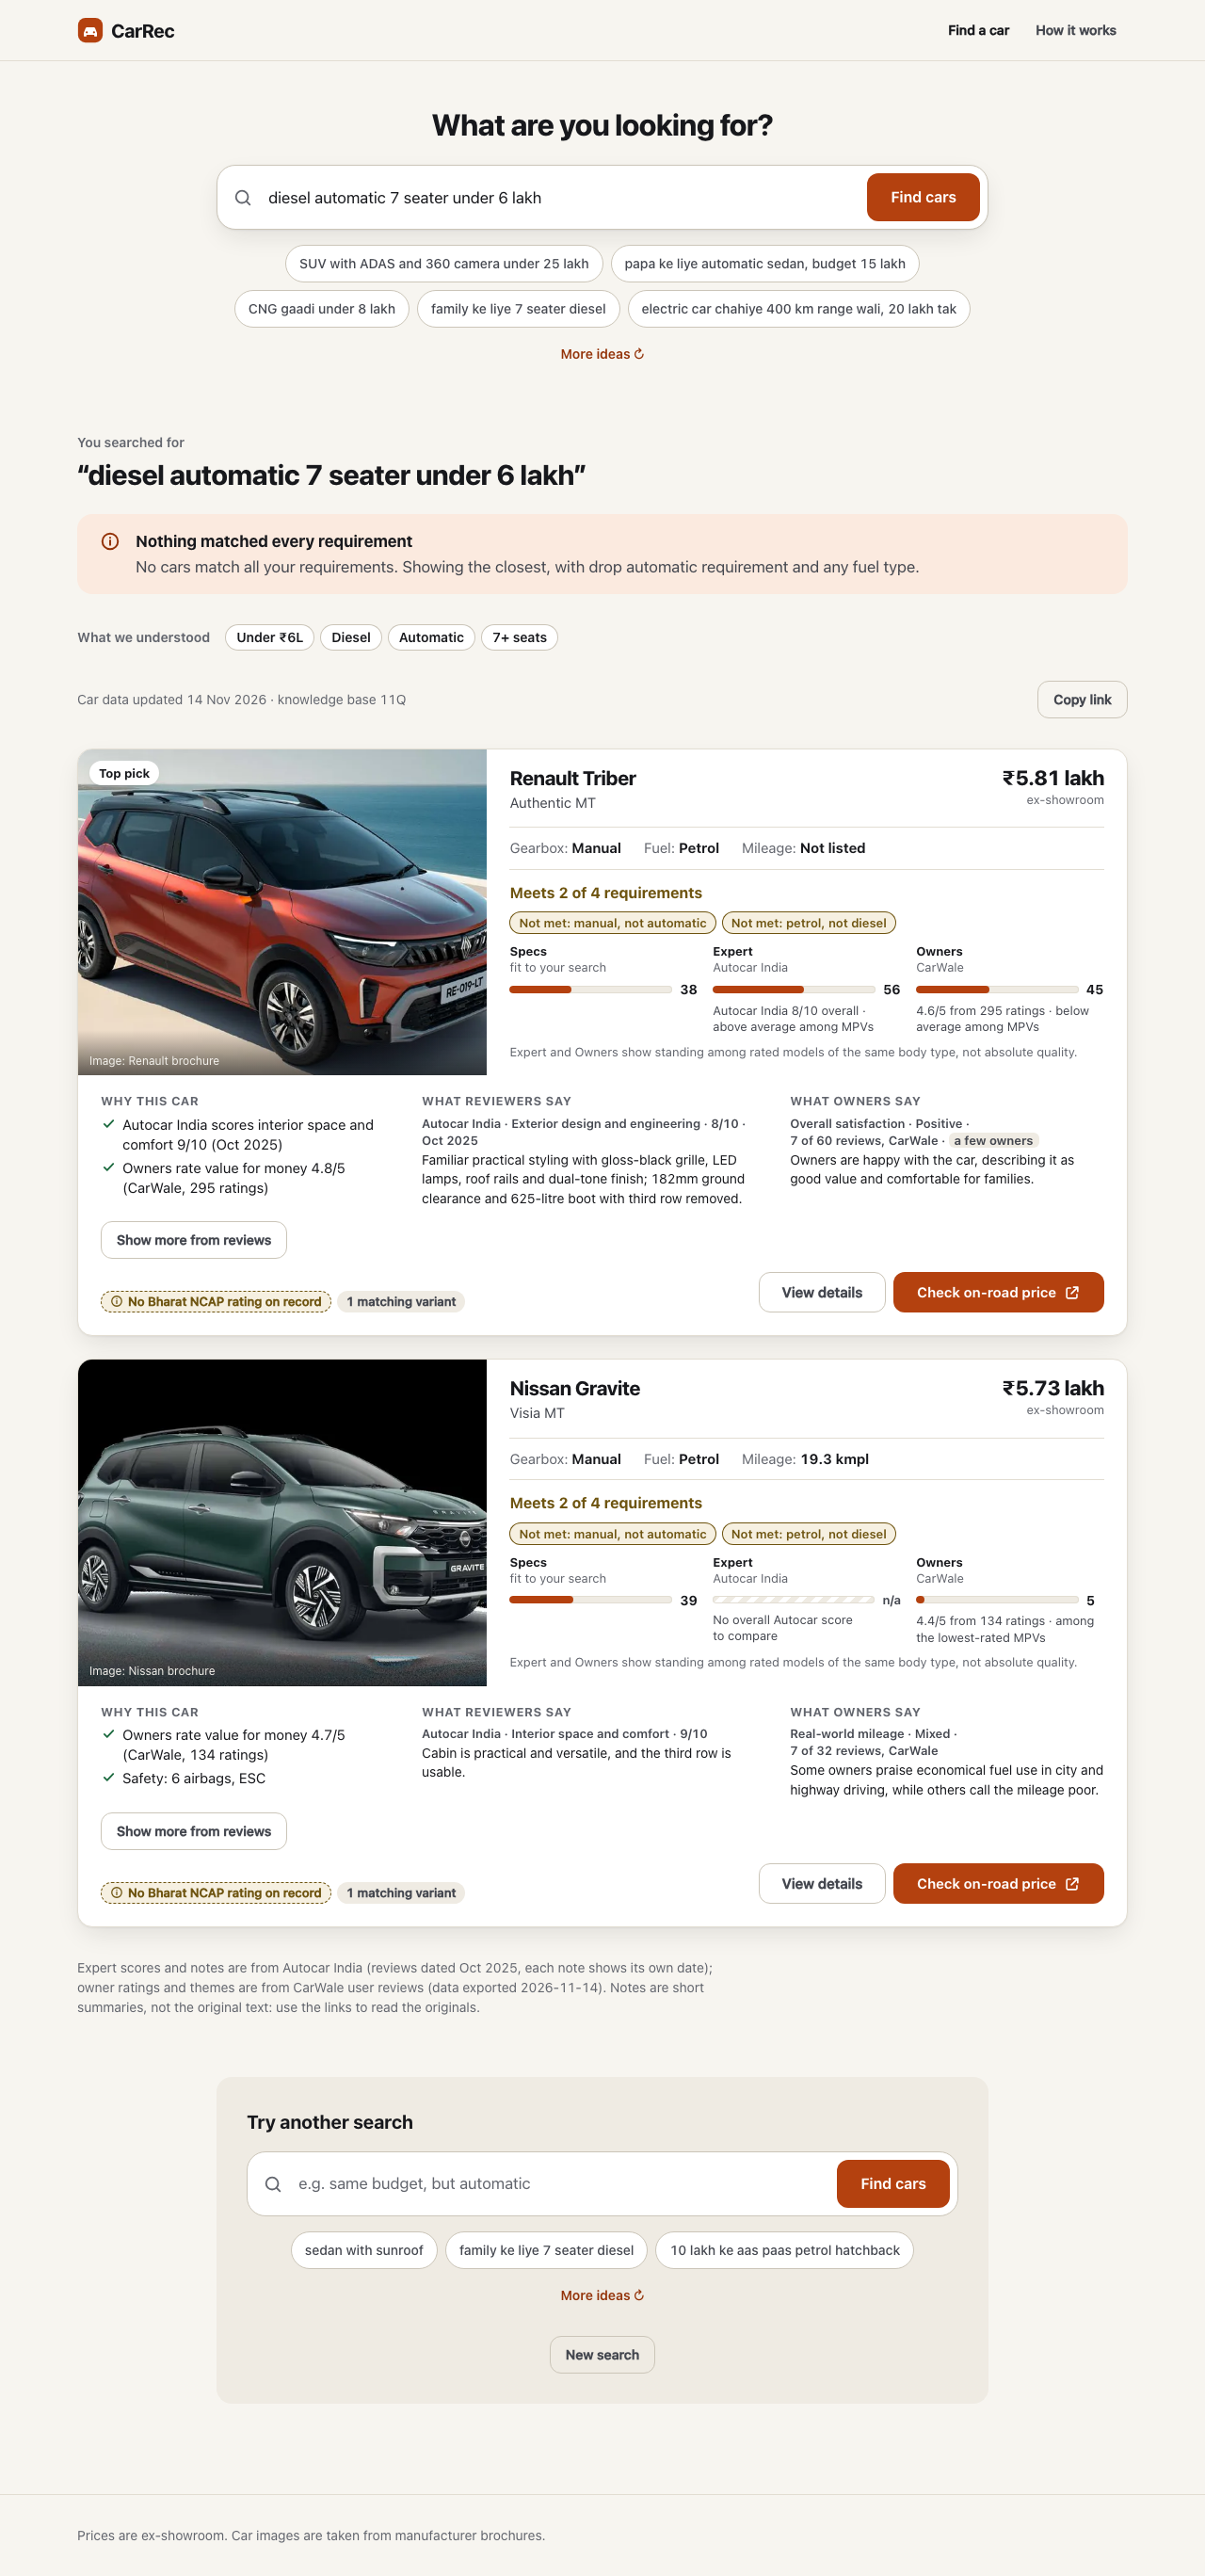 CarRec
Find a car
How it works
What are you looking for?
diesel automatic 7 seater under 6 lakh
Find cars
SUV with ADAS and 360 camera under 25 lakh
papa ke liye automatic sedan, budget 15 lakh
CNG gaadi under 8 lakh
family ke liye 7 seater diesel
electric car chahiye 400 km range wali, 20 lakh tak
More ideas ↻
You searched for
“diesel automatic 7 seater under 6 lakh”
Nothing matched every requirement
No cars match all your requirements. Showing the closest, with drop automatic requirement and any fuel type.
What we understood
Under ₹6L
Diesel
Automatic
7+ seats
Car data updated 14 Nov 2026 · knowledge base 11Q
Copy link
Top pick
RE-019-LT
Image: Renault brochure
Renault Triber
Authentic MT
₹5.81 lakh
ex-showroom
Gearbox: Manual
Fuel: Petrol
Mileage: Not listed
Meets 2 of 4 requirements
Not met: manual, not automatic
Not met: petrol, not diesel
Specs
fit to your search
38
Expert
Autocar India
56
Autocar India 8/10 overall ·
above average among MPVs
Owners
CarWale
45
4.6/5 from 295 ratings · below
average among MPVs
Expert and Owners show standing among rated models of the same body type, not absolute quality.
WHY THIS CAR
Autocar India scores interior space and
comfort 9/10 (Oct 2025)
Owners rate value for money 4.8/5
(CarWale, 295 ratings)
WHAT REVIEWERS SAY
Autocar India · Exterior design and engineering · 8/10 ·
Oct 2025
Familiar practical styling with gloss-black grille, LED
lamps, roof rails and dual-tone finish; 182mm ground
clearance and 625-litre boot with third row removed.
WHAT OWNERS SAY
Overall satisfaction · Positive ·
7 of 60 reviews, CarWale · a few owners
Owners are happy with the car, describing it as
good value and comfortable for families.
Show more from reviews
No Bharat NCAP rating on record
1 matching variant
View details
Check on-road price
GRAVITE
Image: Nissan brochure
Nissan Gravite
Visia MT
₹5.73 lakh
ex-showroom
Gearbox: Manual
Fuel: Petrol
Mileage: 19.3 kmpl
Meets 2 of 4 requirements
Not met: manual, not automatic
Not met: petrol, not diesel
Specs
fit to your search
39
Expert
Autocar India
n/a
No overall Autocar score
to compare
Owners
CarWale
5
4.4/5 from 134 ratings · among
the lowest-rated MPVs
Expert and Owners show standing among rated models of the same body type, not absolute quality.
WHY THIS CAR
Owners rate value for money 4.7/5
(CarWale, 134 ratings)
Safety: 6 airbags, ESC
WHAT REVIEWERS SAY
Autocar India · Interior space and comfort · 9/10
Cabin is practical and versatile, and the third row is
usable.
WHAT OWNERS SAY
Real-world mileage · Mixed ·
7 of 32 reviews, CarWale
Some owners praise economical fuel use in city and
highway driving, while others call the mileage poor.
Show more from reviews
No Bharat NCAP rating on record
1 matching variant
View details
Check on-road price
Expert scores and notes are from Autocar India (reviews dated Oct 2025, each note shows its own date);
owner ratings and themes are from CarWale user reviews (data exported 2026-11-14). Notes are short
summaries, not the original text: use the links to read the originals.
Try another search
e.g. same budget, but automatic
Find cars
sedan with sunroof
family ke liye 7 seater diesel
10 lakh ke aas paas petrol hatchback
More ideas ↻
New search
Prices are ex-showroom. Car images are taken from manufacturer brochures.